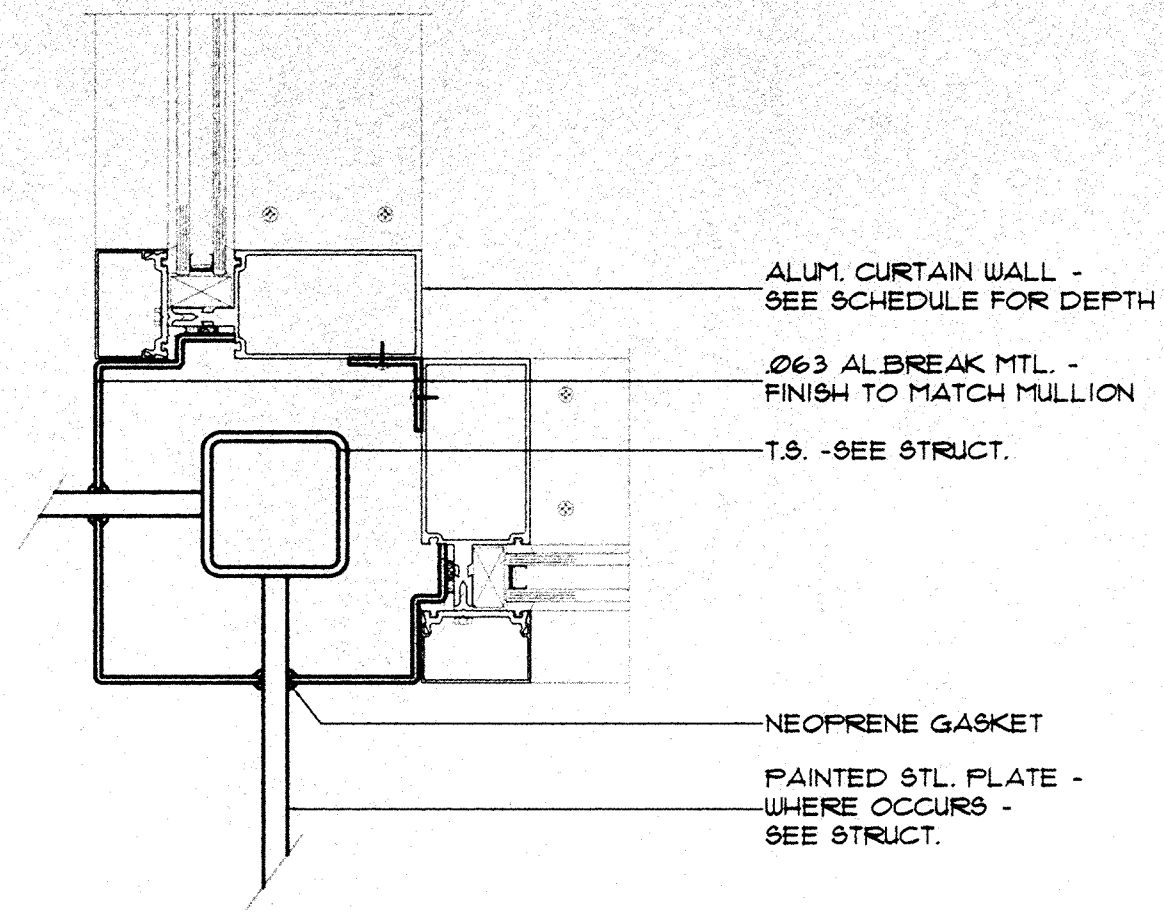 ALUM. CURTAIN WALL -
SEE SCHEDULE FOR DEPTH
.063 AL.BREAK MTL. -
FINISH TO MATCH MULLION
T.S. -SEE STRUCT.
NEOPRENE GASKET
PAINTED STL. PLATE -
WHERE OCCURS -
SEE STRUCT.